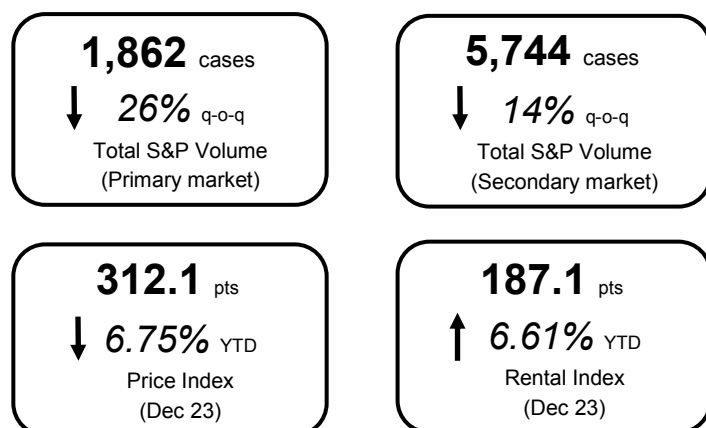 1,862 cases
26% q-o-q
Total S&P Volume
(Primary market)
5,744 cases
14% q-o-q
Total S&P Volume
(Secondary market)
312.1 pts
6.75% YTD
Price Index
(Dec 23)
187.1 pts
6.61% YTD
Rental Index
(Dec 23)